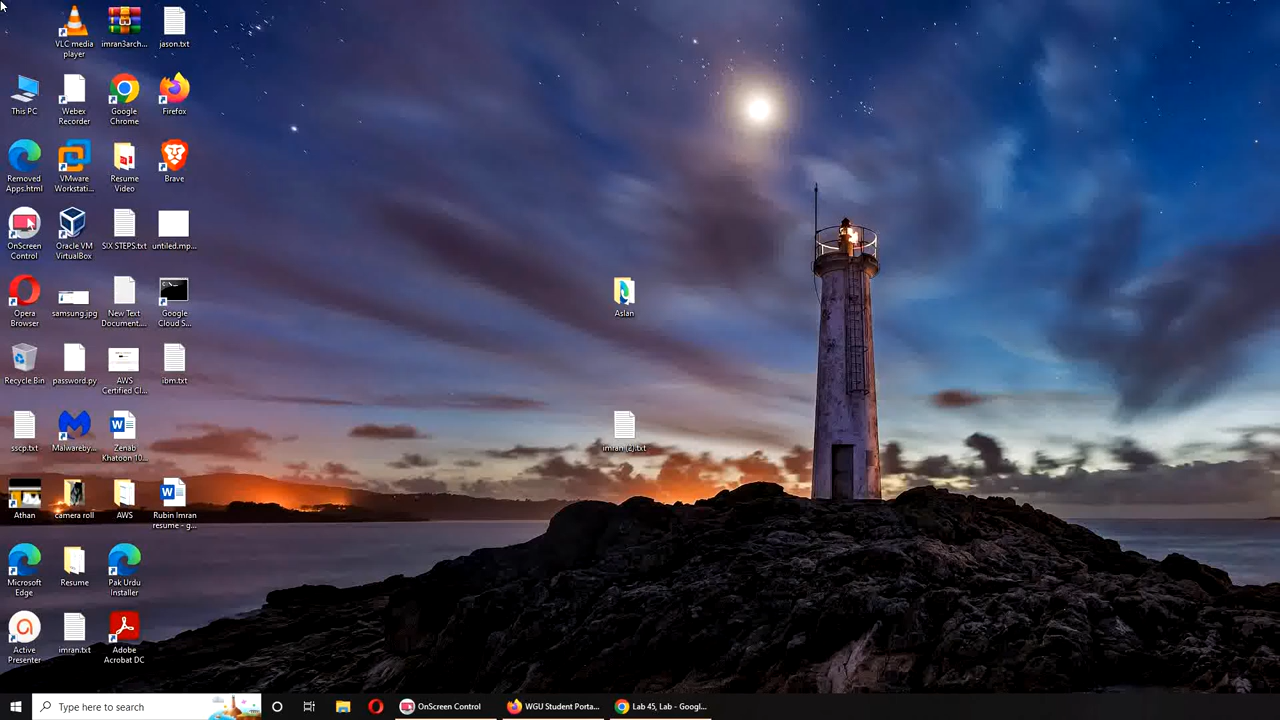 VLC media
player
imran3arch...
jason.txt
This PC
Webex
Recorder
Google
Chrome
Firefox
Removed
Apps.html
VMware
Workstati...
Resume
Video
Brave
OnScreen
Control
Oracle VM
VirtualBox
SIX STEPS.txt
untiled.mp...
Opera
Browser
samsung.jpg
New Text
Document....
Google
Cloud S...
Aslan
Recycle Bin
password.py
AWS
Certified Cl...
ibm.txt
sscp.txt
Malwareby...
Zenab
Khatoon 10...
imran (2).txt
Athan
camera roll
AWS
Rubin Imran
resume - g...
Microsoft
Edge
Resume
Pak Urdu
Installer
Active
Presenter
imran.txt
Adobe
Acrobat DC
Type here to search
OnScreen Control
WGU Student Porta...
Lab 45, Lab - Googl...